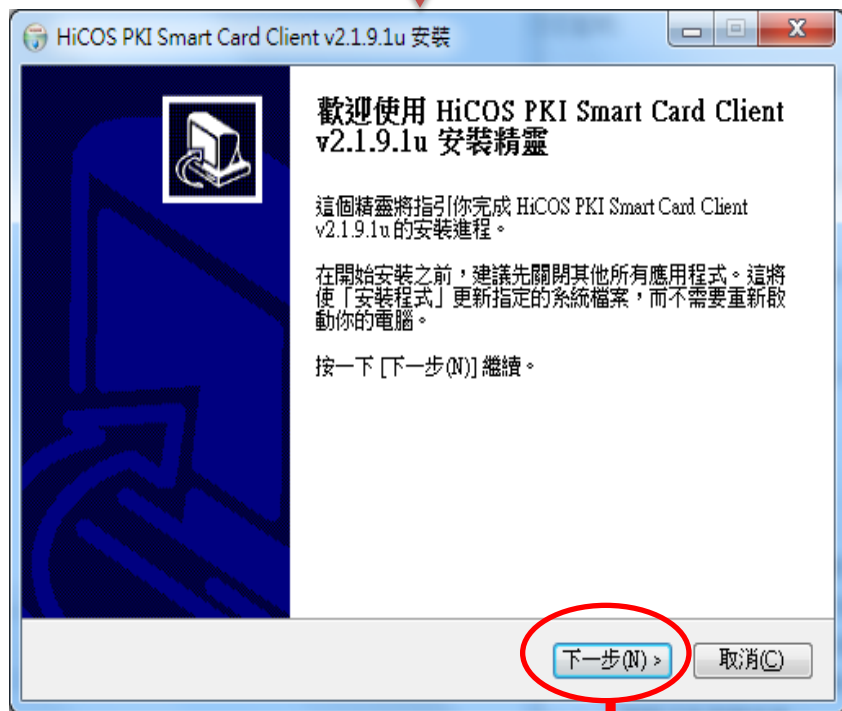 HiCOS PKI Smart Card Client v2.1.9.1u 安裝
歡迎使用 HiCOS PKI Smart Card Client
v2.1.9.1u 安裝精靈
這個精靈將指引你完成 HiCOS PKI Smart Card Client
v2.1.9.1u 的安裝進程。
在開始安裝之前，建議先關閉其他所有應用程式。這將
使「安裝程式」更新指定的系統檔案，而不需要重新啟
動你的電腦。
按一下 [下一步(N)] 繼續。
下一步(N) >
取消(C)